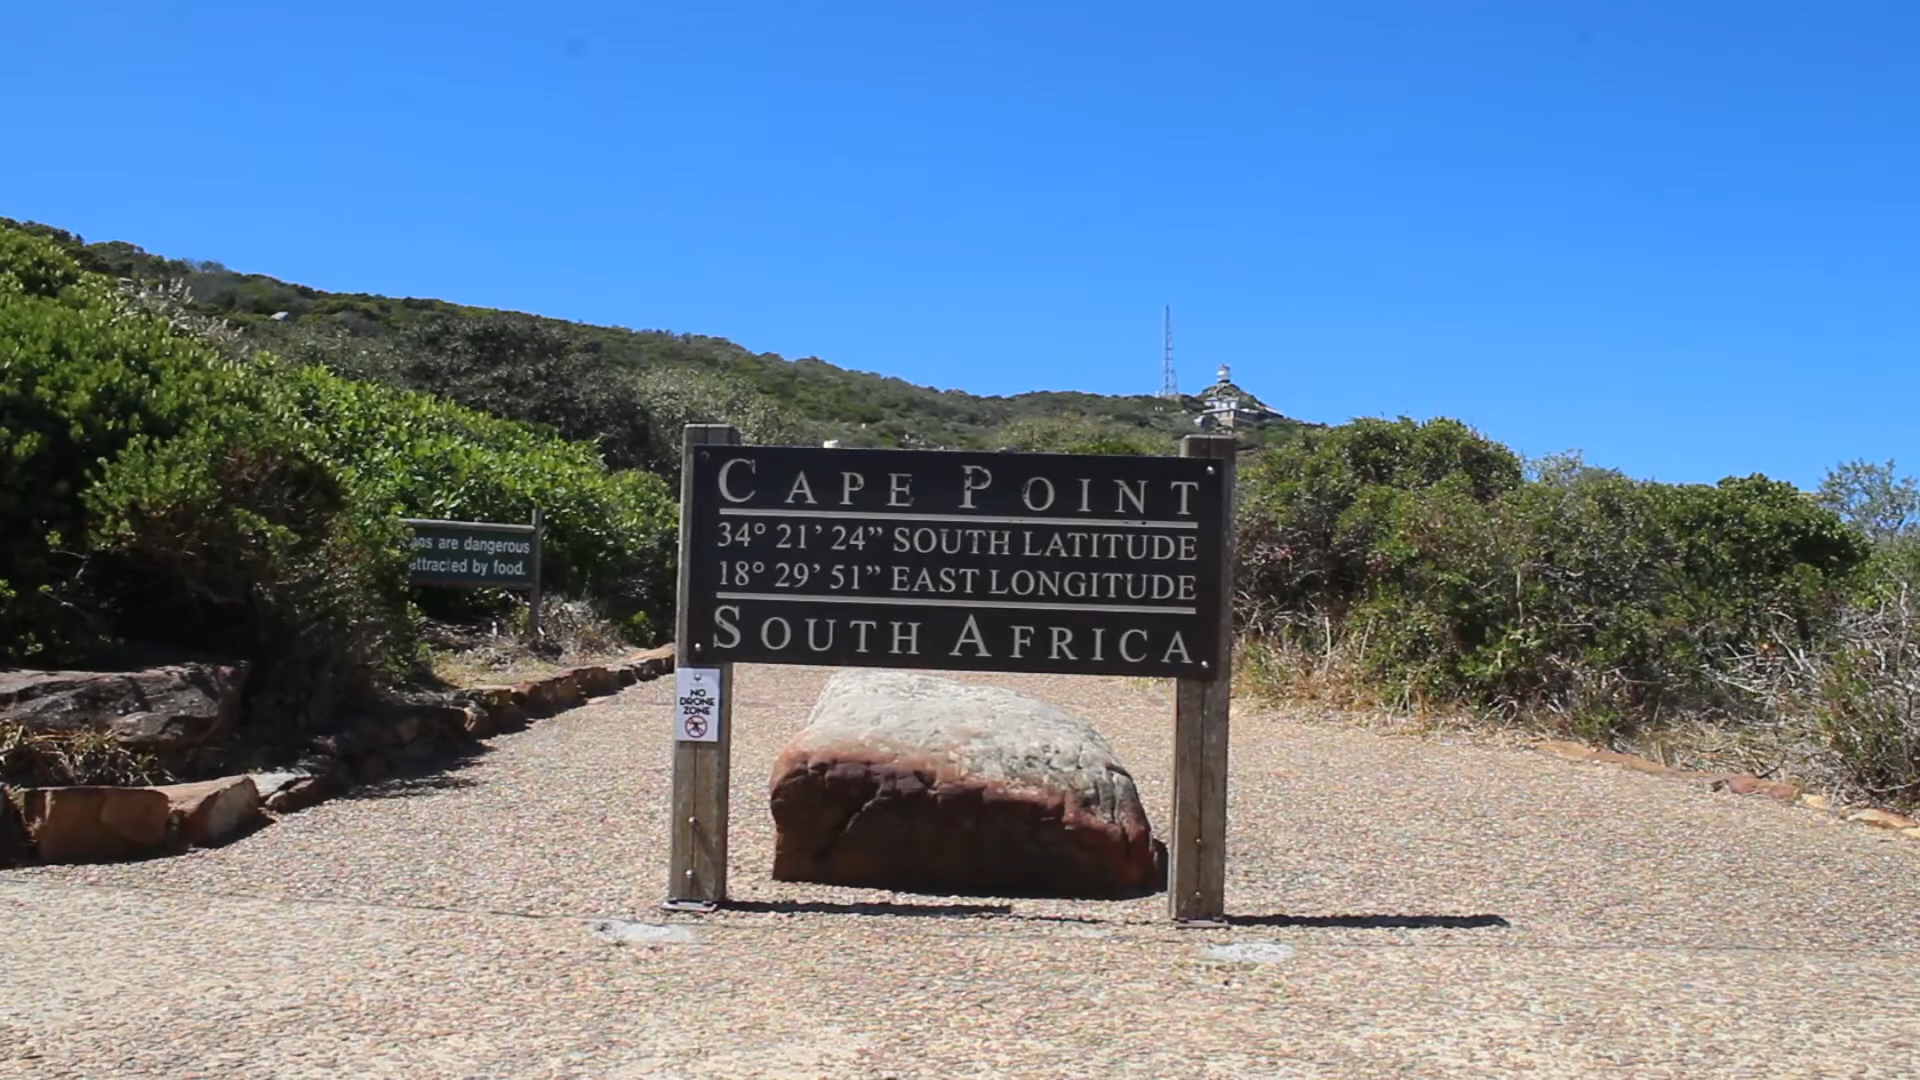 CAPE POINT
34° 21' 24" SOUTH LATITUDE
18° 29' 51" EAST LONGITUDE
SOUTH AFRICA
NO
DRONE
ZONE
are dangerous
attracted by food.